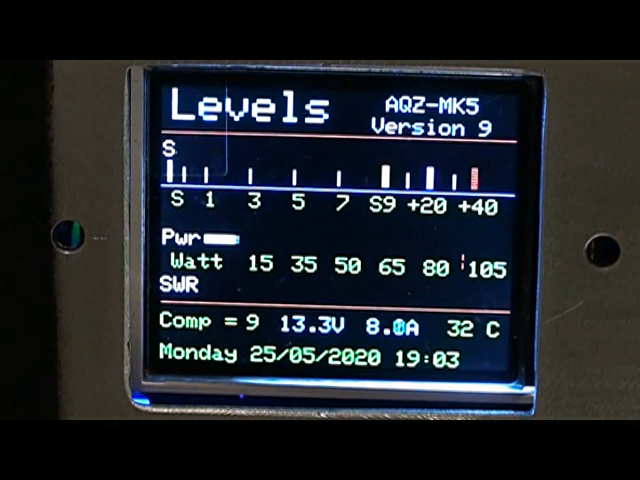 Levels AQZ-MK5
Version 9
S
S 1 3 5 7 S9 +20 +40
Pwr
Watt 15 35 50 65 80 105
SWR
Comp = 9 13.3V 8.0A 32 C
Monday 25/05/2020 19:03